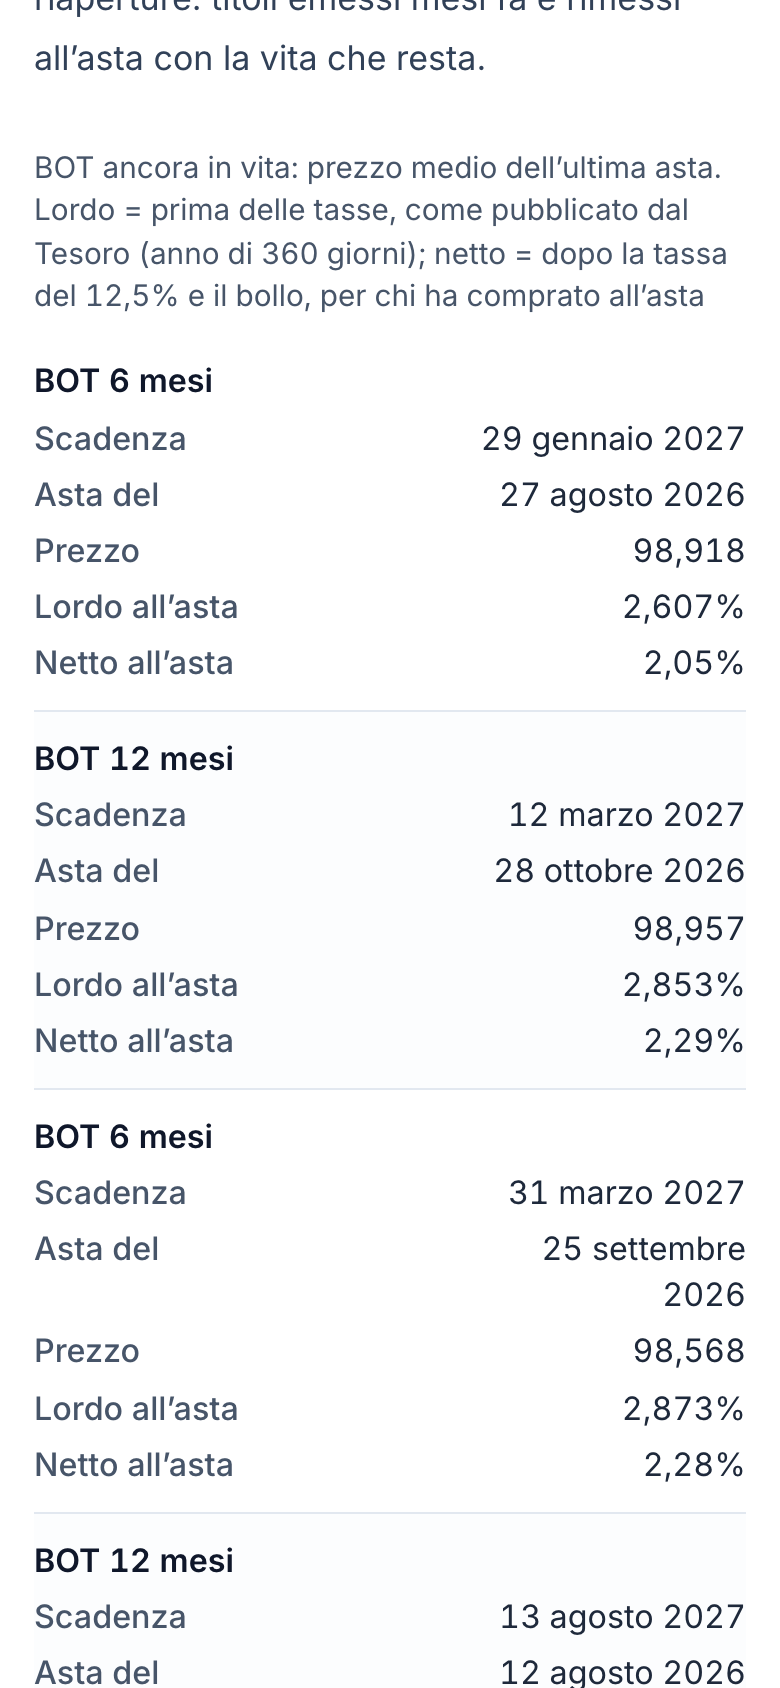 riaperture: titoli emessi mesi fa e rimessi
all’asta con la vita che resta.
BOT ancora in vita: prezzo medio dell’ultima asta.
Lordo = prima delle tasse, come pubblicato dal
Tesoro (anno di 360 giorni); netto = dopo la tassa
del 12,5% e il bollo, per chi ha comprato all’asta
BOT 6 mesi
Scadenza 29 gennaio 2027
Asta del 27 agosto 2026
Prezzo 98,918
Lordo all’asta 2,607%
Netto all’asta 2,05%
BOT 12 mesi
Scadenza 12 marzo 2027
Asta del 28 ottobre 2026
Prezzo 98,957
Lordo all’asta 2,853%
Netto all’asta 2,29%
BOT 6 mesi
Scadenza 31 marzo 2027
Asta del 25 settembre
2026
Prezzo 98,568
Lordo all’asta 2,873%
Netto all’asta 2,28%
BOT 12 mesi
Scadenza 13 agosto 2027
Asta del 12 agosto 2026